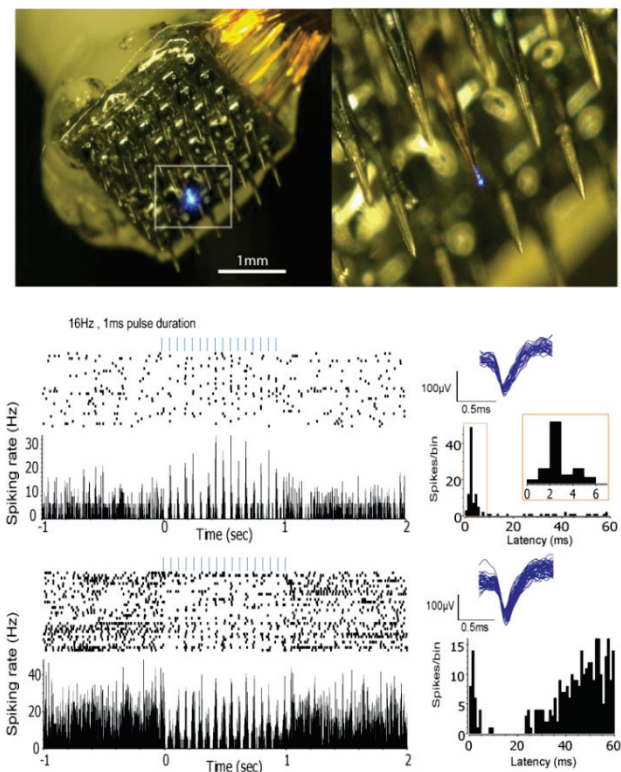 1mm
16Hz , 1ms pulse duration
Spiking rate (Hz)
30
20
10
0
-1
0
1
2
Time (sec)
100μV
0.5ms
Spikes/bin
40
20
0
0
20
40
60
Latency (ms)
0
2
4
6
Spiking rate (Hz)
40
20
0
-1
0
1
2
Time (sec)
100μV
0.5ms
Spikes/bin
15
10
5
1
0
20
40
60
Latency (ms)